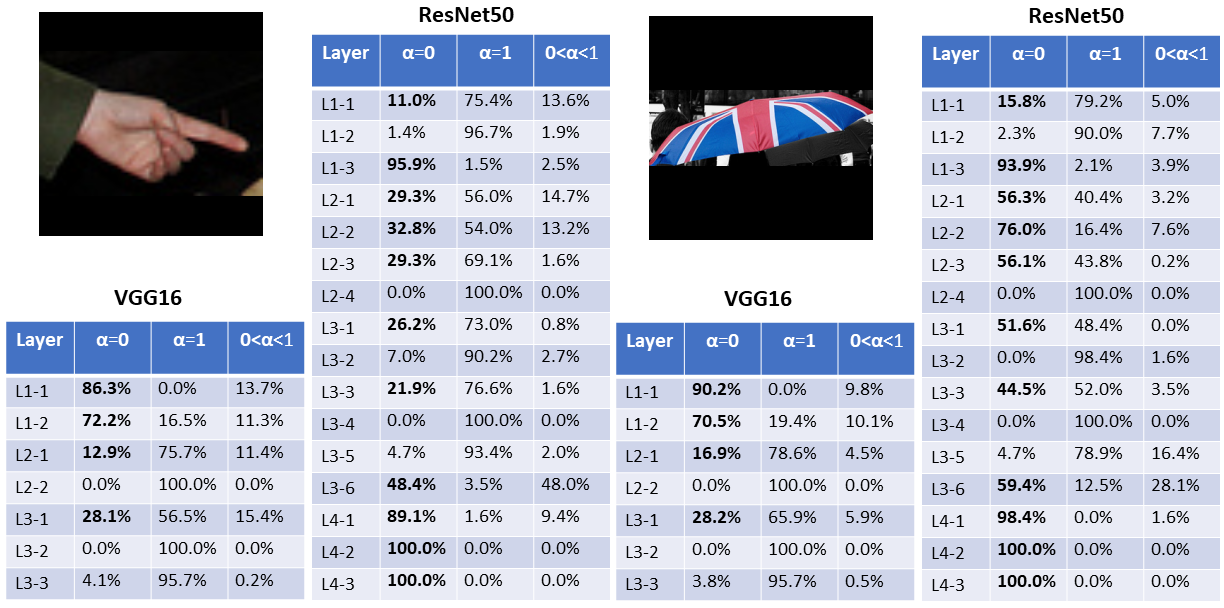 ResNet50
Layer α=0 α=1 0<α<1
L1-1 11.0% 75.4% 13.6%
L1-2 1.4% 96.7% 1.9%
L1-3 95.9% 1.5% 2.5%
L2-1 29.3% 56.0% 14.7%
L2-2 32.8% 54.0% 13.2%
L2-3 29.3% 69.1% 1.6%
L2-4 0.0% 100.0% 0.0%
L3-1 26.2% 73.0% 0.8%
L3-2 7.0% 90.2% 2.7%
L3-3 21.9% 76.6% 1.6%
L3-4 0.0% 100.0% 0.0%
L3-5 4.7% 93.4% 2.0%
L3-6 48.4% 3.5% 48.0%
L4-1 89.1% 1.6% 9.4%
L4-2 100.0% 0.0% 0.0%
L4-3 100.0% 0.0% 0.0%
VGG16
Layer α=0 α=1 0<α<1
L1-1 86.3% 0.0% 13.7%
L1-2 72.2% 16.5% 11.3%
L2-1 12.9% 75.7% 11.4%
L2-2 0.0% 100.0% 0.0%
L3-1 28.1% 56.5% 15.4%
L3-2 0.0% 100.0% 0.0%
L3-3 4.1% 95.7% 0.2%
ResNet50
Layer α=0 α=1 0<α<1
L1-1 15.8% 79.2% 5.0%
L1-2 2.3% 90.0% 7.7%
L1-3 93.9% 2.1% 3.9%
L2-1 56.3% 40.4% 3.2%
L2-2 76.0% 16.4% 7.6%
L2-3 56.1% 43.8% 0.2%
L2-4 0.0% 100.0% 0.0%
L3-1 51.6% 48.4% 0.0%
L3-2 0.0% 98.4% 1.6%
L3-3 44.5% 52.0% 3.5%
L3-4 0.0% 100.0% 0.0%
L3-5 4.7% 78.9% 16.4%
L3-6 59.4% 12.5% 28.1%
L4-1 98.4% 0.0% 1.6%
L4-2 100.0% 0.0% 0.0%
L4-3 100.0% 0.0% 0.0%
VGG16
Layer α=0 α=1 0<α<1
L1-1 90.2% 0.0% 9.8%
L1-2 70.5% 19.4% 10.1%
L2-1 16.9% 78.6% 4.5%
L2-2 0.0% 100.0% 0.0%
L3-1 28.2% 65.9% 5.9%
L3-2 0.0% 100.0% 0.0%
L3-3 3.8% 95.7% 0.5%